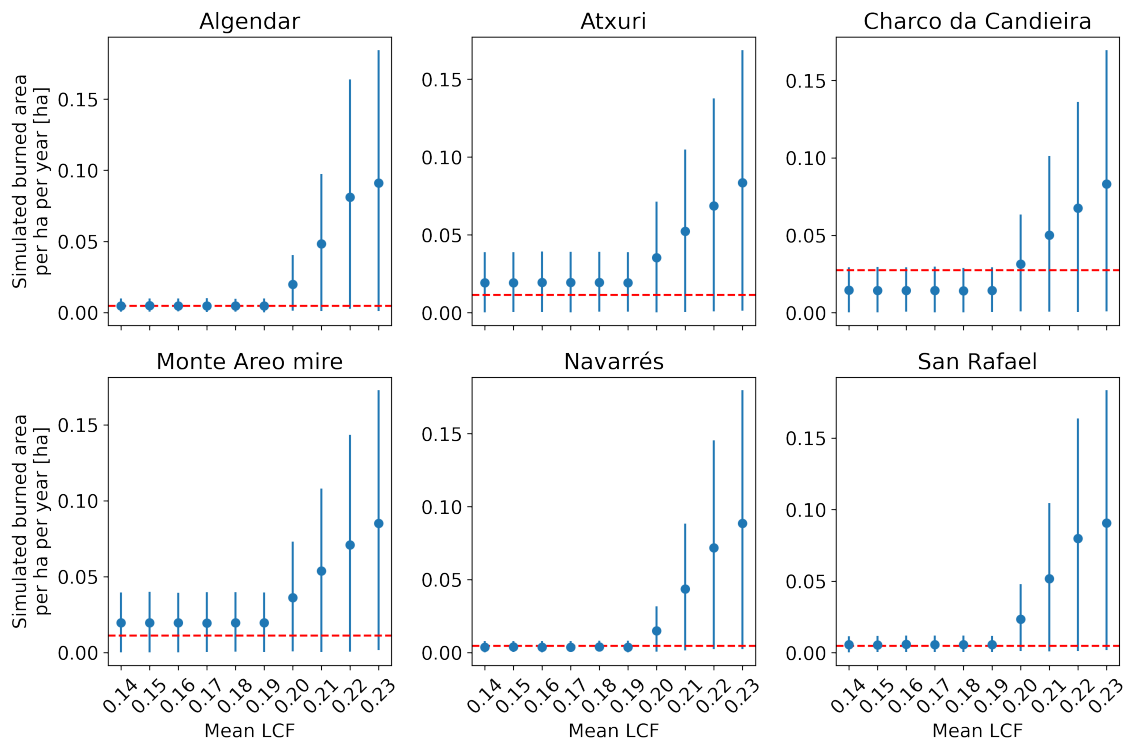 Algendar
Atxuri
Charco da Candieira
Simulated burned area
per ha per year [ha]
0.15
0.10
0.05
0.00
0.15
0.10
0.05
0.00
0.15
0.10
0.05
0.00
Monte Areo mire
Navarrés
San Rafael
Simulated burned area
per ha per year [ha]
0.15
0.10
0.05
0.00
0.15
0.10
0.05
0.00
0.15
0.10
0.05
0.00
0.14 0.15 0.16 0.17 0.18 0.19 0.20 0.21 0.22 0.23
0.14 0.15 0.16 0.17 0.18 0.19 0.20 0.21 0.22 0.23
0.14 0.15 0.16 0.17 0.18 0.19 0.20 0.21 0.22 0.23
Mean LCF
Mean LCF
Mean LCF